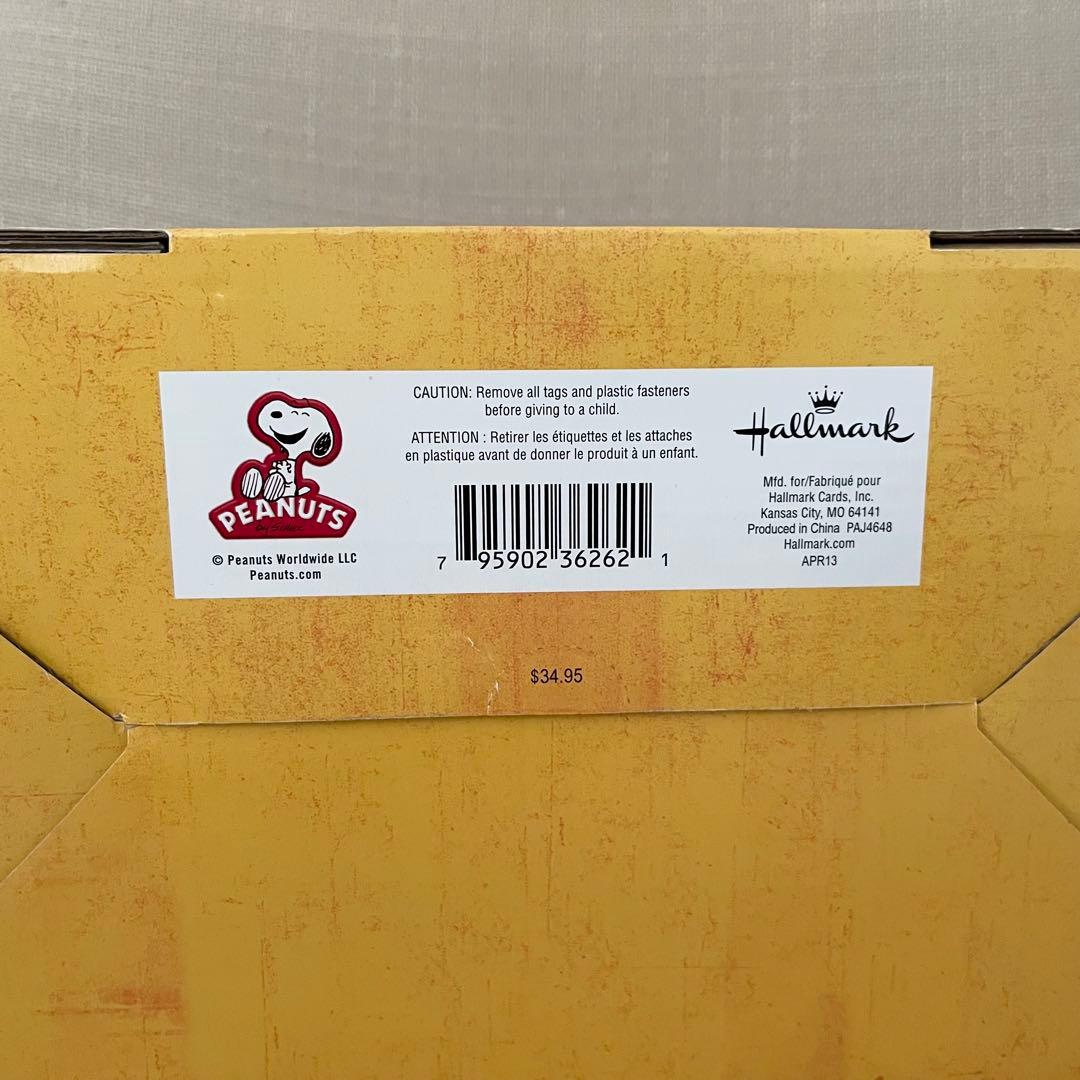 PEANUTS
by Schulz
© Peanuts Worldwide LLC
Peanuts.com
CAUTION: Remove all tags and plastic fasteners
before giving to a child.
ATTENTION : Retirer les étiquettes et les attaches
en plastique avant de donner le produit à un enfant.
7 95902 36262 1
Hallmark
Mfd. for/Fabriqué pour
Hallmark Cards, Inc.
Kansas City, MO 64141
Produced in China PAJ4648
Hallmark.com
APR13
$34.95